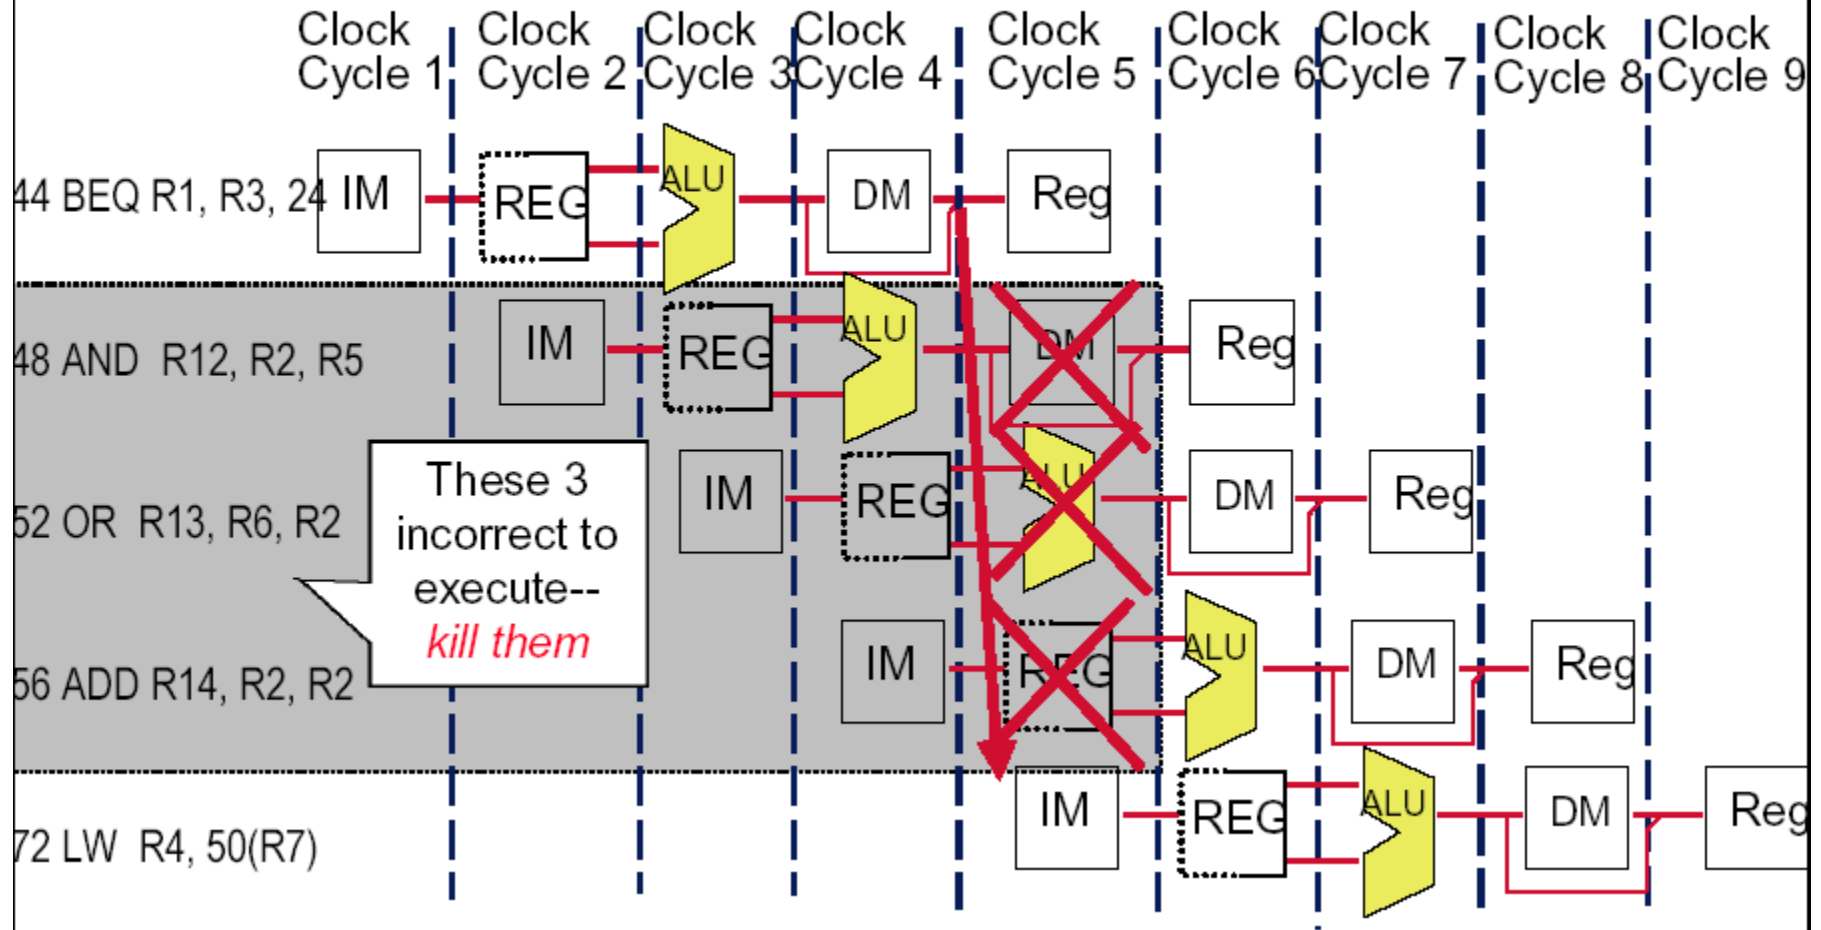 Clock Cycle 1
Clock Cycle 2
Clock Cycle 3
Clock Cycle 4
Clock Cycle 5
Clock Cycle 6
Clock Cycle 7
Clock Cycle 8
Clock Cycle 9
44 BEQ R1, R3, 24 IM REG ALU DM Reg
48 AND R12, R2, R5 IM REG ALU DM Reg
52 OR R13, R6, R2 IM REG ALU DM Reg
These 3
incorrect to
execute--
kill them
56 ADD R14, R2, R2 IM REG ALU DM Reg
72 LW R4, 50(R7) IM REG ALU DM Reg